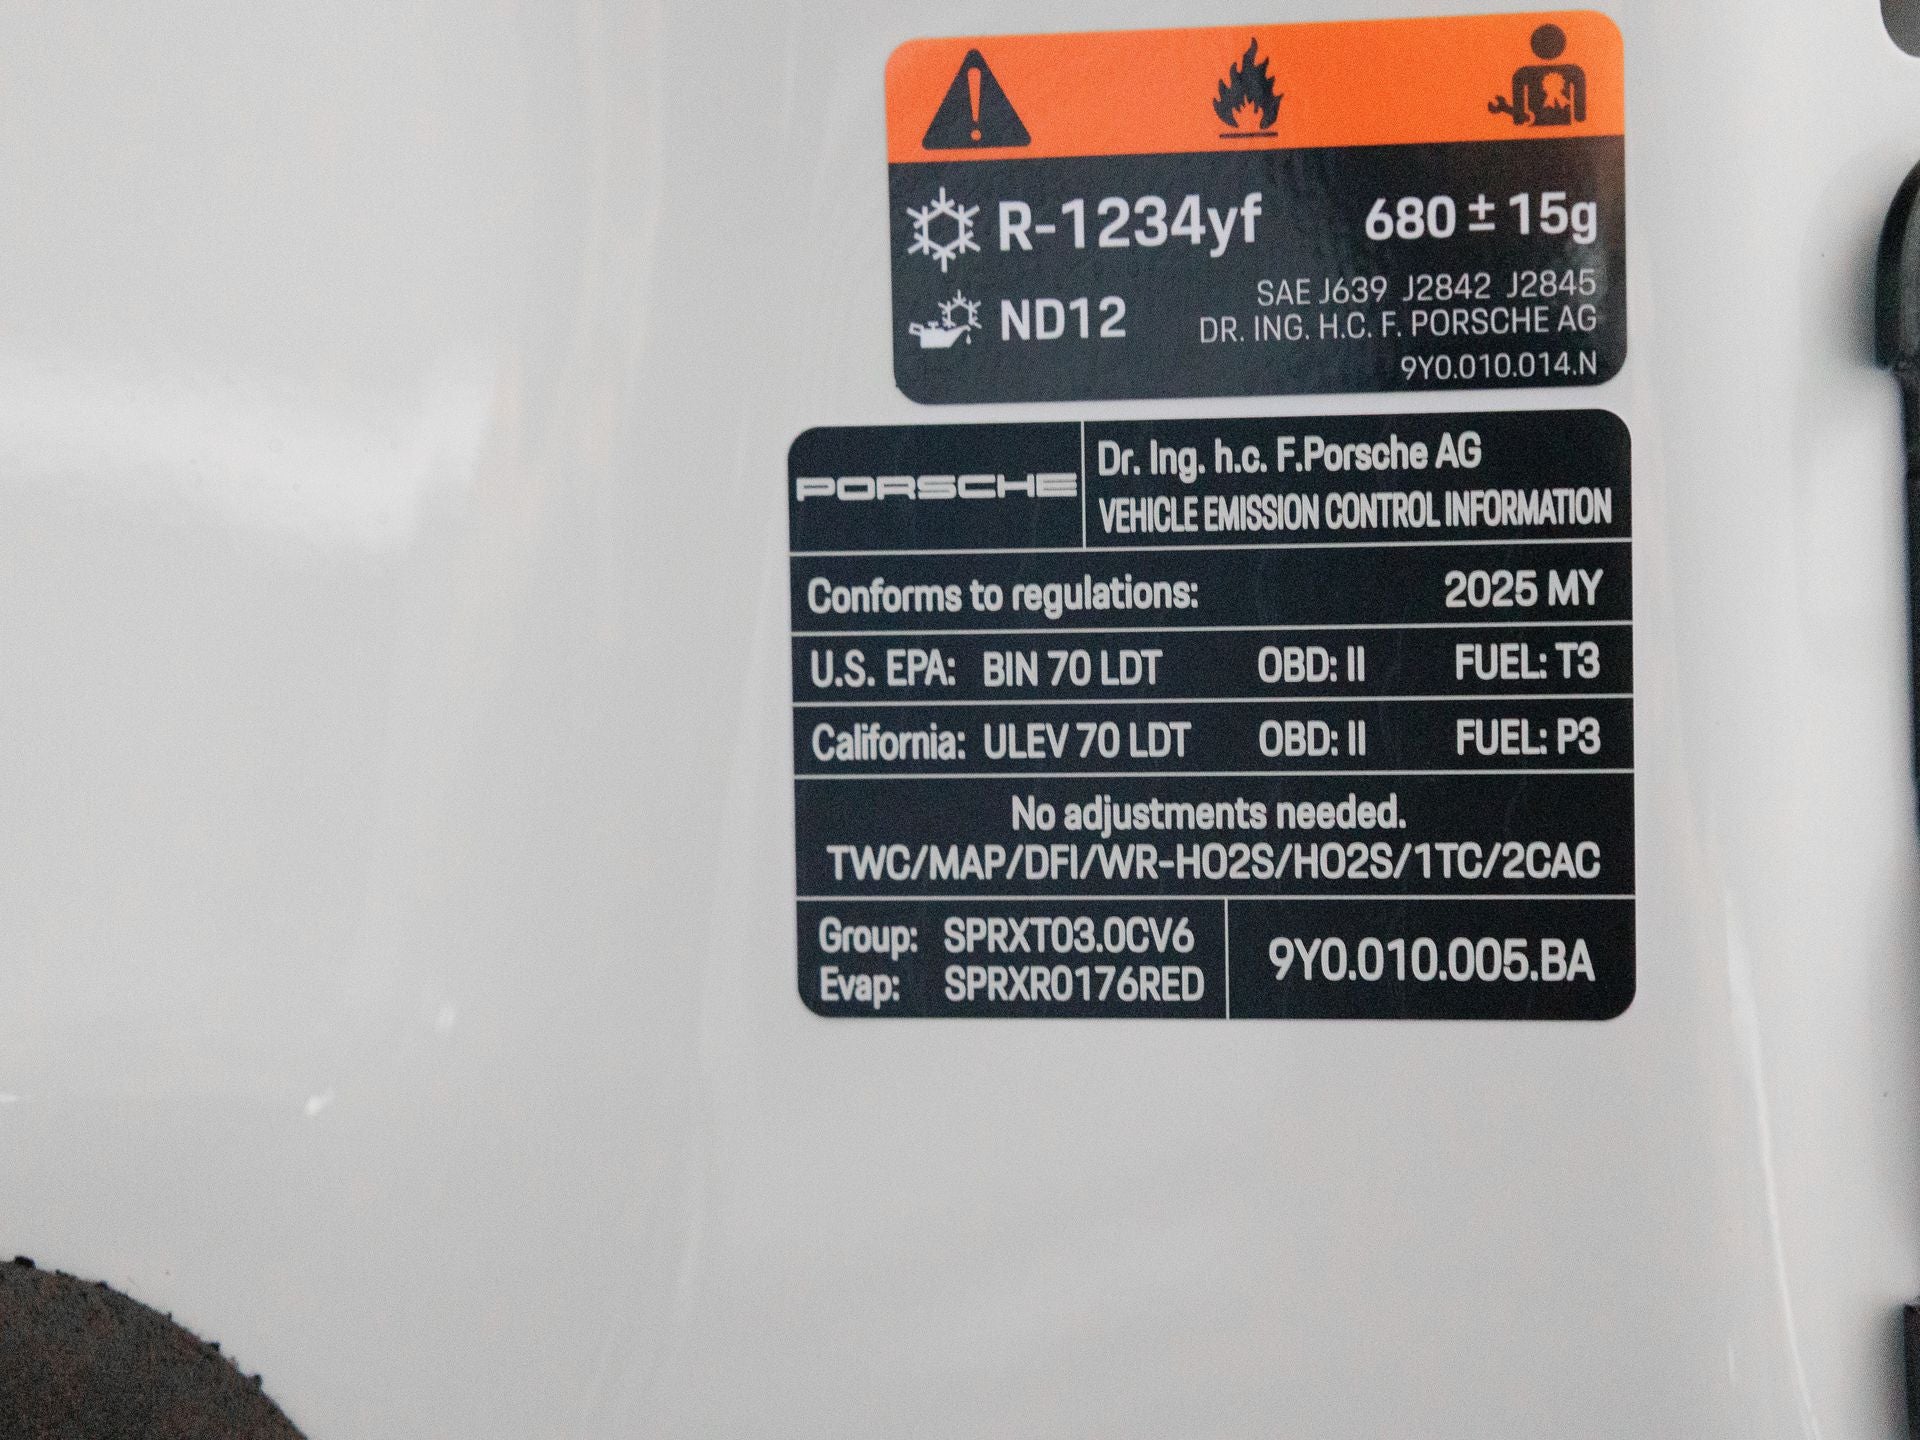 R-1234yf 680 ± 15g
ND12
SAE J639 J2842 J2845
DR. ING. H.C. F. PORSCHE AG
9Y0.010.014.N
PORSCHE
Dr. Ing. h.c. F.Porsche AG
VEHICLE EMISSION CONTROL INFORMATION
Conforms to regulations: 2025 MY
U.S. EPA: BIN 70 LDT OBD: II FUEL: T3
California: ULEV 70 LDT OBD: II FUEL: P3
No adjustments needed.
TWC/MAP/DFI/WR-HO2S/HO2S/1TC/2CAC
Group: SPRXT03.0CV6
Evap: SPRXR0176RED
9Y0.010.005.BA